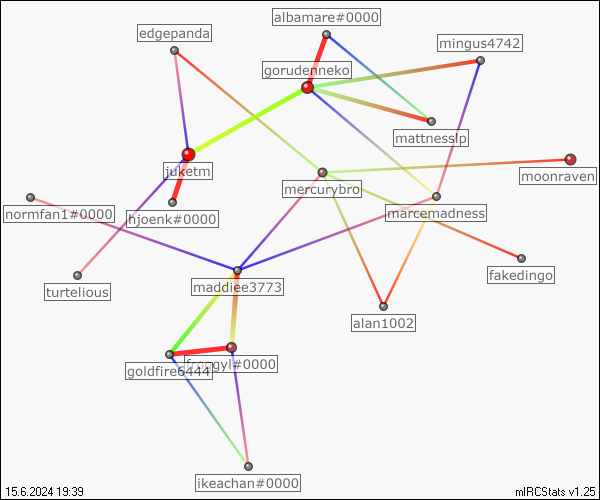 albamare#0000
edgepanda
mingus4742
gorudenneko
mattnesslp
juketm
moonraven
mercurybro
normfan1#0000
hjoenk#0000
marcemadness
fakedingo
turtelious
maddiee3773
alan1002
froggyl#0000
goldfire6444
ikeachan#0000
15.6.2024 19:39
mIRCStats v1.25